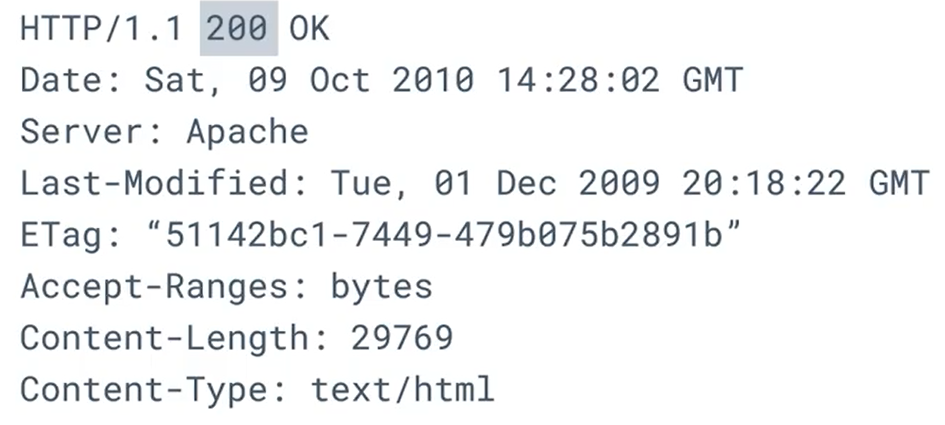 HTTP/1.1 200 OK
Date: Sat, 09 Oct 2010 14:28:02 GMT
Server: Apache
Last-Modified: Tue, 01 Dec 2009 20:18:22 GMT
ETag: “51142bc1-7449-479b075b2891b”
Accept-Ranges: bytes
Content-Length: 29769
Content-Type: text/html